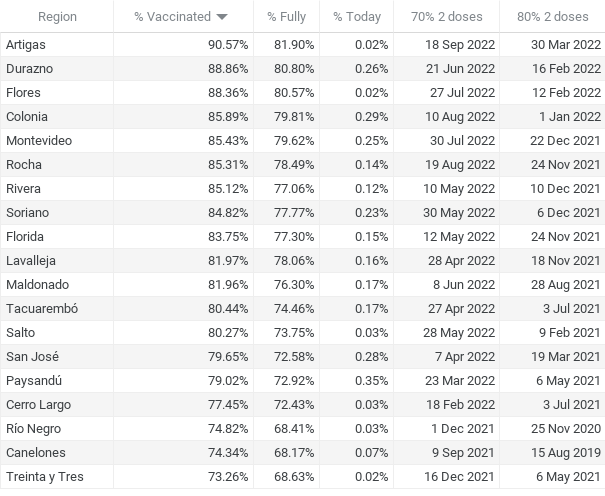 Region % Vaccinated % Fully % Today 70% 2 doses 80% 2 doses
Artigas 90.57% 81.90% 0.02% 18 Sep 2022 30 Mar 2022
Durazno 88.86% 80.80% 0.26% 21 Jun 2022 16 Feb 2022
Flores 88.36% 80.57% 0.02% 27 Jul 2022 12 Feb 2022
Colonia 85.89% 79.81% 0.29% 10 Aug 2022 1 Jan 2022
Montevideo 85.43% 79.62% 0.25% 30 Jul 2022 22 Dec 2021
Rocha 85.31% 78.49% 0.14% 19 Aug 2022 24 Nov 2021
Rivera 85.12% 77.06% 0.12% 10 May 2022 10 Dec 2021
Soriano 84.82% 77.77% 0.23% 30 May 2022 6 Dec 2021
Florida 83.75% 77.30% 0.15% 12 May 2022 24 Nov 2021
Lavalleja 81.97% 78.06% 0.16% 28 Apr 2022 18 Nov 2021
Maldonado 81.96% 76.30% 0.17% 8 Jun 2022 28 Aug 2021
Tacuarembó 80.44% 74.46% 0.17% 27 Apr 2022 3 Jul 2021
Salto 80.27% 73.75% 0.03% 28 May 2022 9 Feb 2021
San José 79.65% 72.58% 0.28% 7 Apr 2022 19 Mar 2021
Paysandú 79.02% 72.92% 0.35% 23 Mar 2022 6 May 2021
Cerro Largo 77.45% 72.43% 0.03% 18 Feb 2022 3 Jul 2021
Río Negro 74.82% 68.41% 0.03% 1 Dec 2021 25 Nov 2020
Canelones 74.34% 68.17% 0.07% 9 Sep 2021 15 Aug 2019
Treinta y Tres 73.26% 68.63% 0.02% 16 Dec 2021 6 May 2021